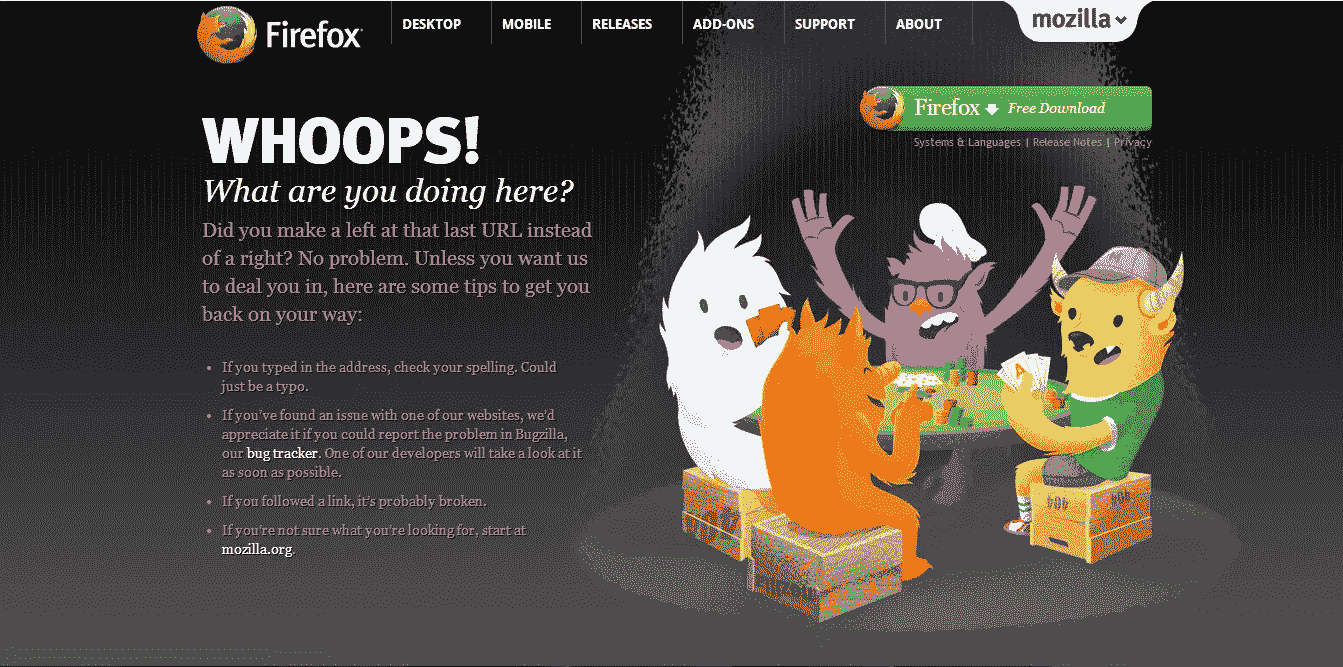 Firefox
DESKTOP
MOBILE
RELEASES
ADD-ONS
SUPPORT
ABOUT
mozilla
Firefox Free Download
Systems & Languages | Release Notes | Privacy
WHOOPS!
What are you doing here?
Did you make a left at that last URL instead
of a right? No problem. Unless you want us
to deal you in, here are some tips to get you
back on your way:
If you typed in the address, check your spelling. Could
just be a typo.
If you've found an issue with one of our websites, we'd
appreciate it if you could report the problem in Bugzilla,
our bug tracker. One of our developers will take a look at it
as soon as possible.
If you followed a link, it's probably broken.
If you're not sure what you're looking for, start at
mozilla.org.